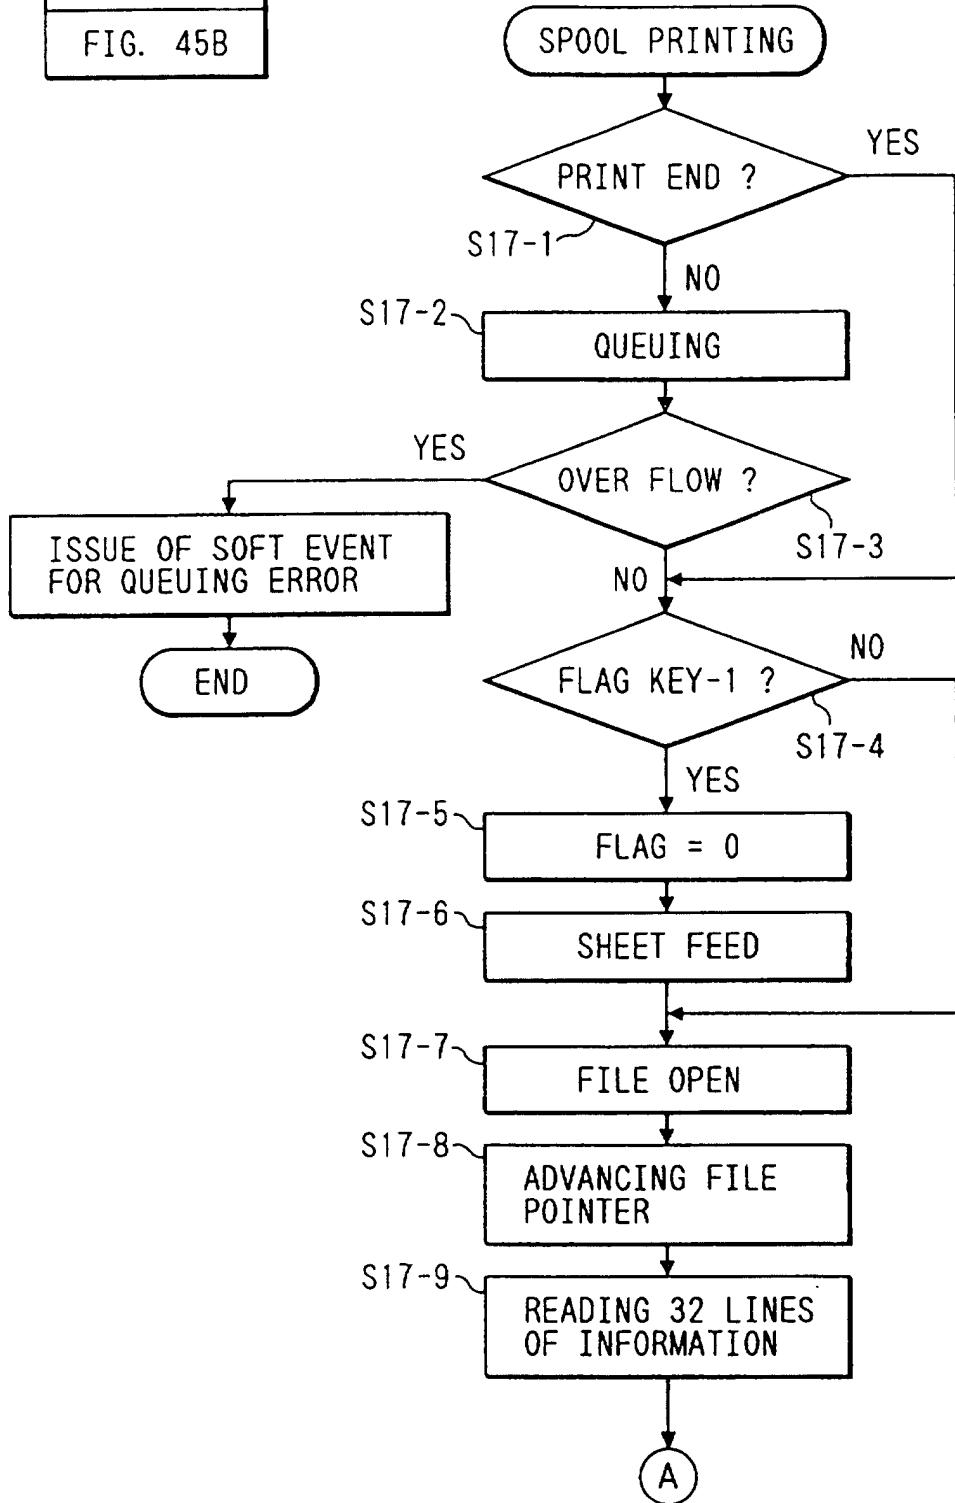 FIG. 45B
SPOOL PRINTING
PRINT END ?
YES
S17-1
NO
S17-2
QUEUING
YES
OVER FLOW ?
S17-3
ISSUE OF SOFT EVENT
FOR QUEUING ERROR
NO
END
FLAG KEY-1 ?
NO
S17-4
YES
S17-5
FLAG = 0
S17-6
SHEET FEED
S17-7
FILE OPEN
S17-8
ADVANCING FILE
POINTER
S17-9
READING 32 LINES
OF INFORMATION
A